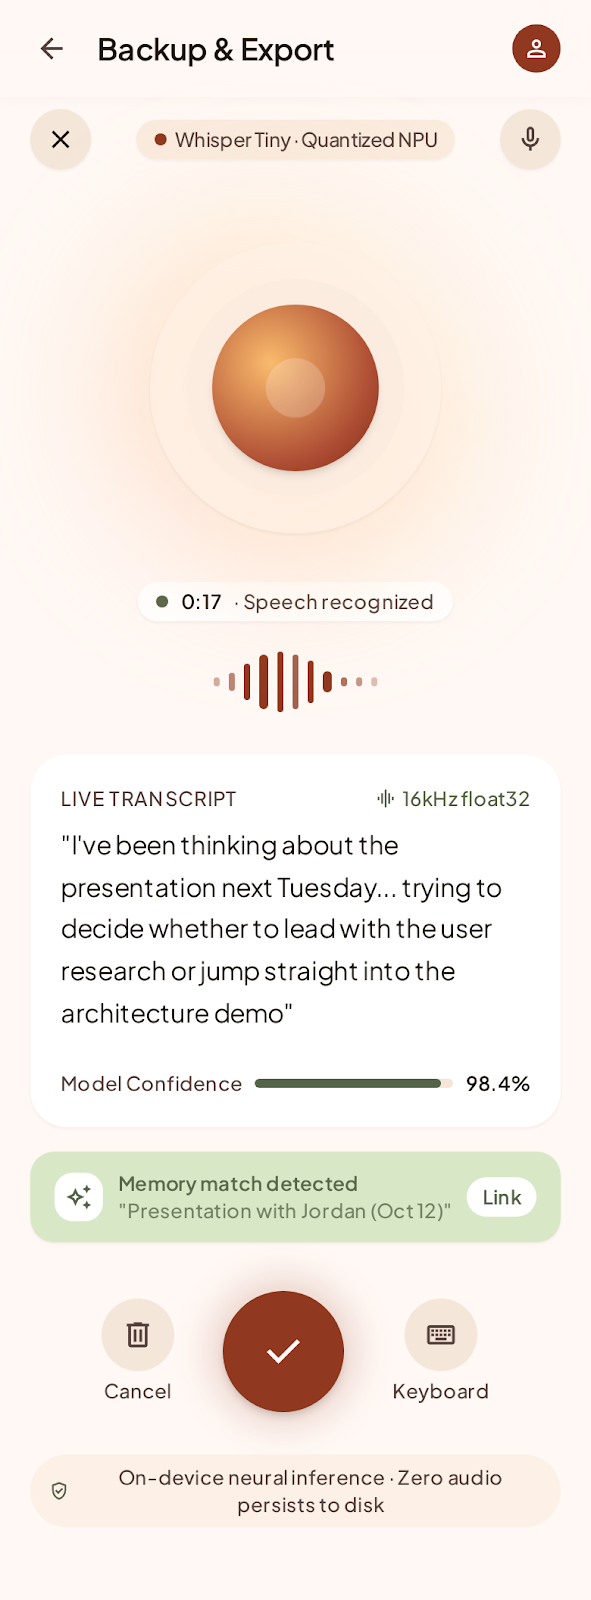 Backup & Export
Whisper Tiny · Quantized NPU
0:17 · Speech recognized
LIVE TRANSCRIPT
16kHz float32
"I've been thinking about the
presentation next Tuesday... trying to
decide whether to lead with the user
research or jump straight into the
architecture demo"
Model Confidence
98.4%
Memory match detected
"Presentation with Jordan (Oct 12)"
Link
Cancel
Keyboard
On-device neural inference · Zero audio
persists to disk